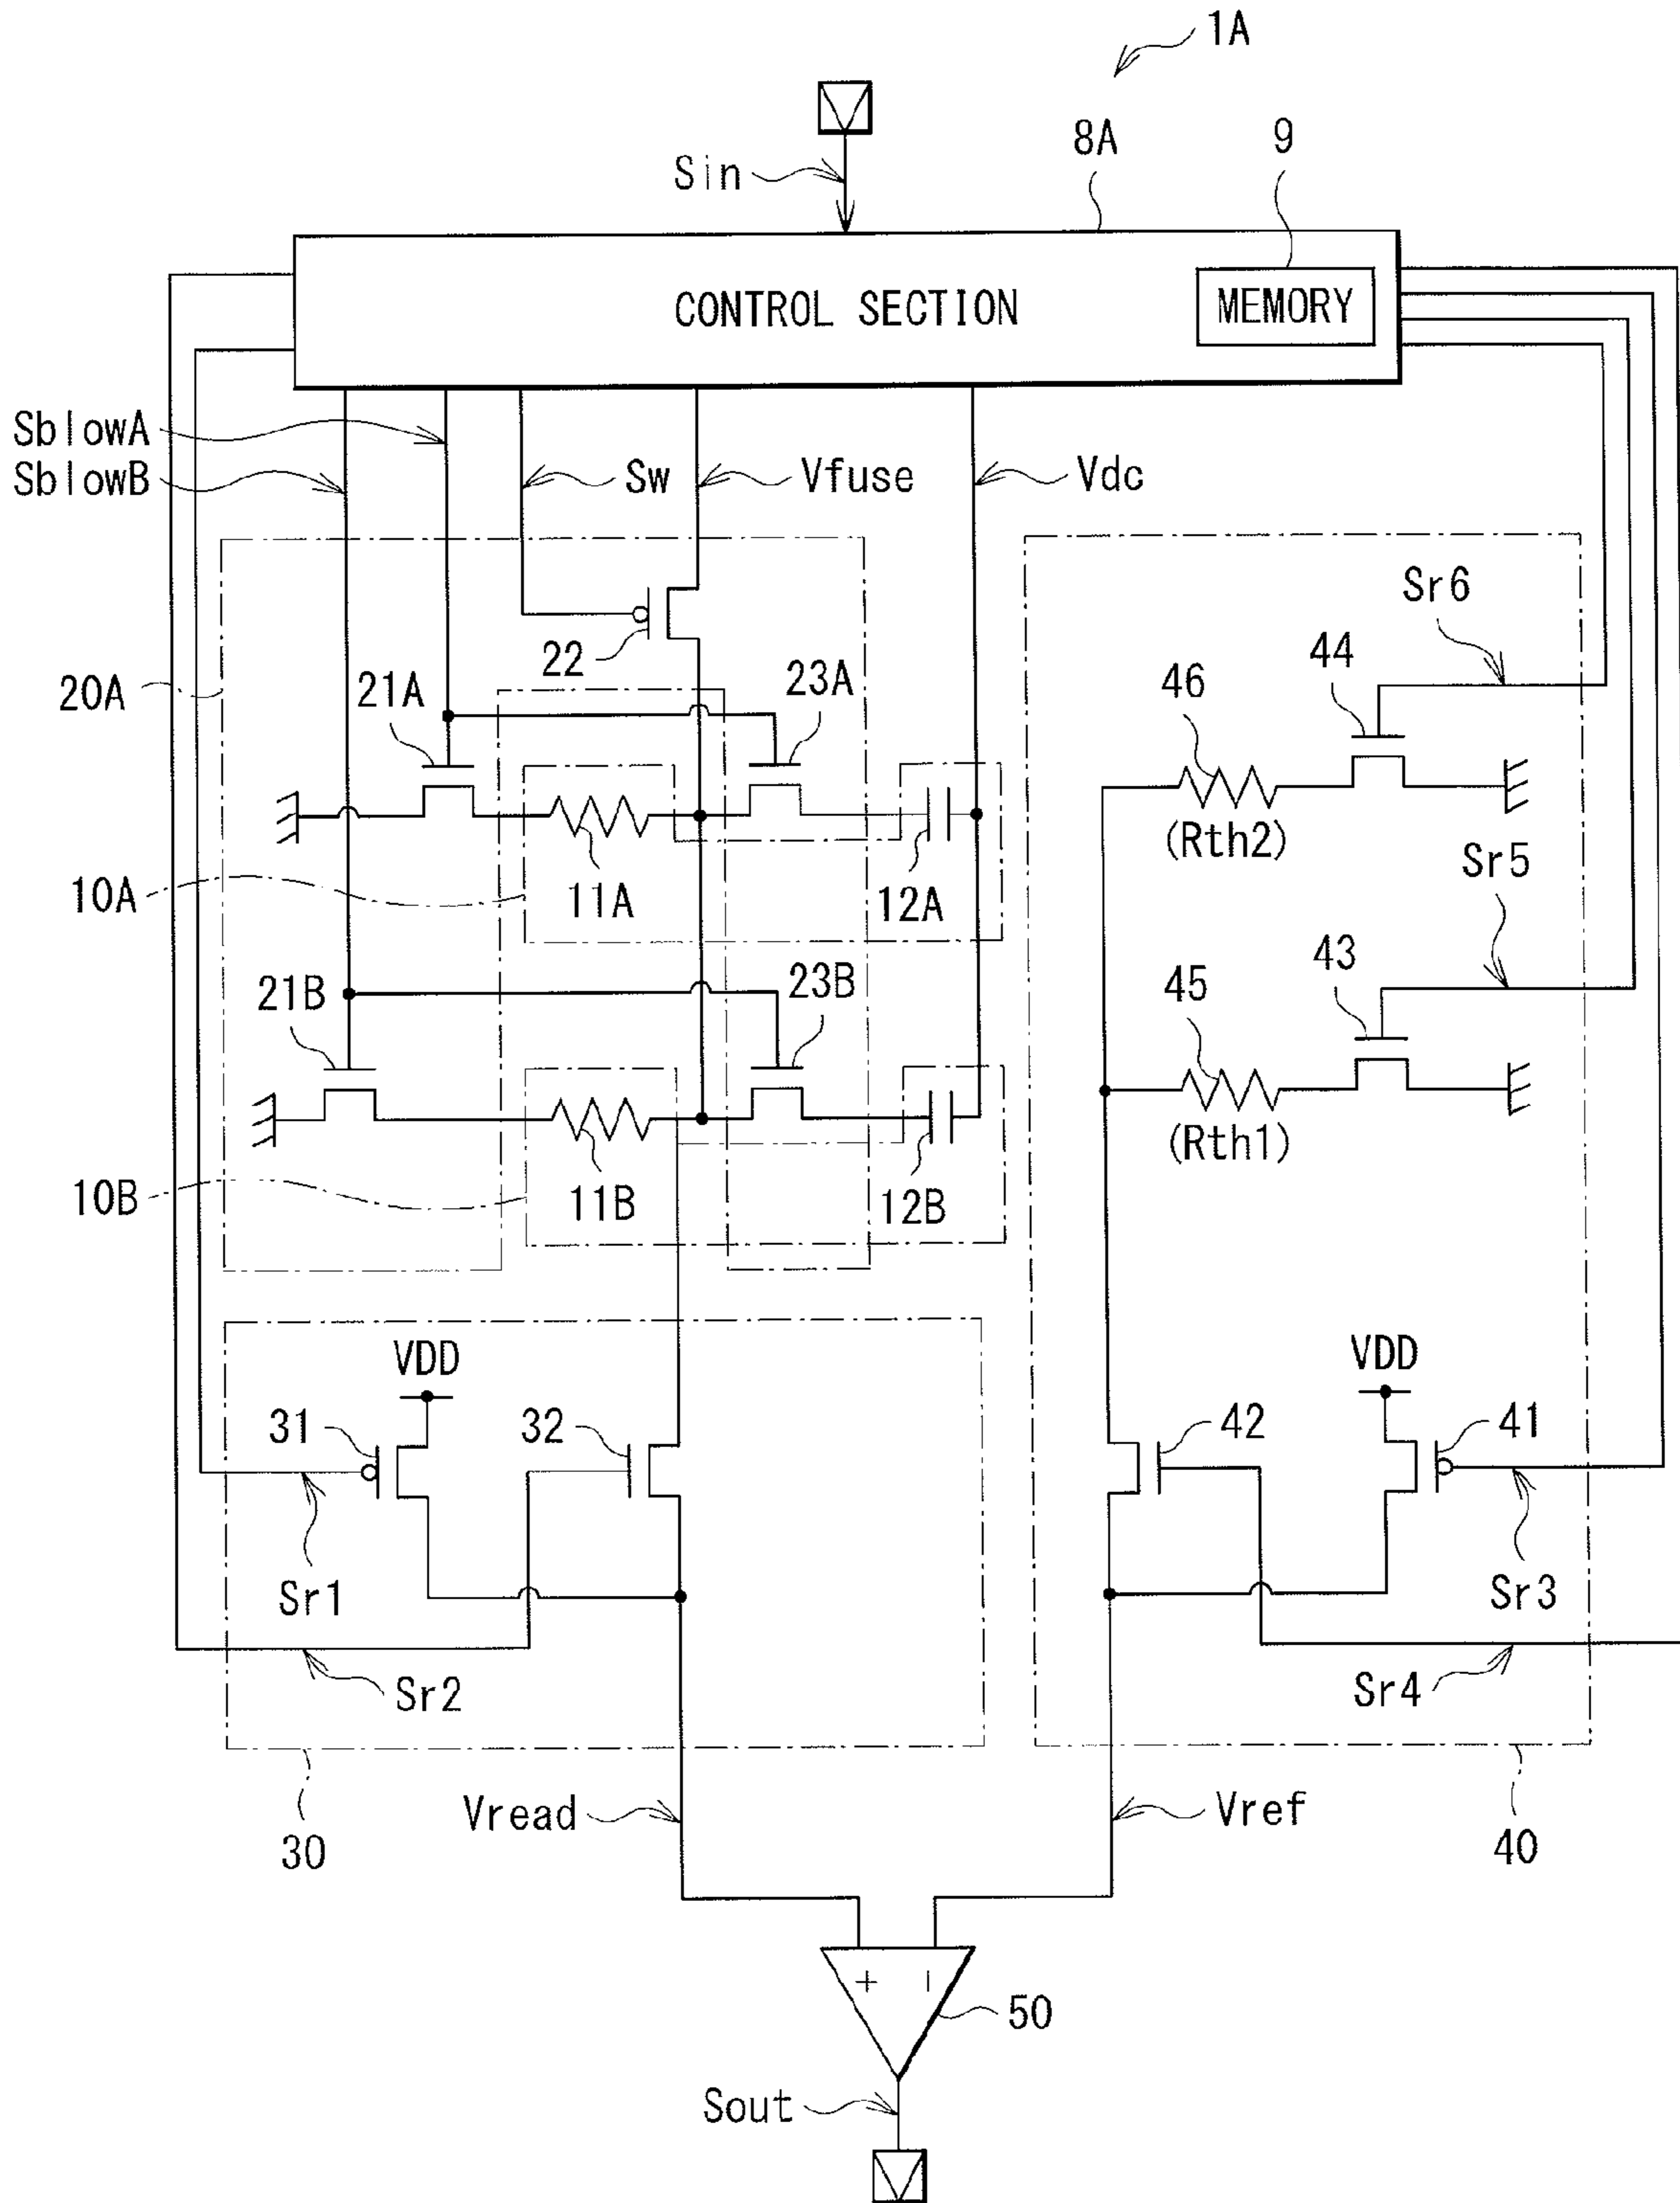 1A
Sin
8A
9
CONTROL SECTION
MEMORY
SblowA
SblowB
Sw
Vfuse
Vdc
Sr6
22
44
20A
21A
23A
46
(Rth2)
Sr5
10A
11A
12A
43
21B
23B
45
(Rth1)
10B
11B
12B
VDD
VDD
31
32
42
41
Sr1
Sr3
Sr2
Sr4
Vread
Vref
30
40
+ −
50
Sout